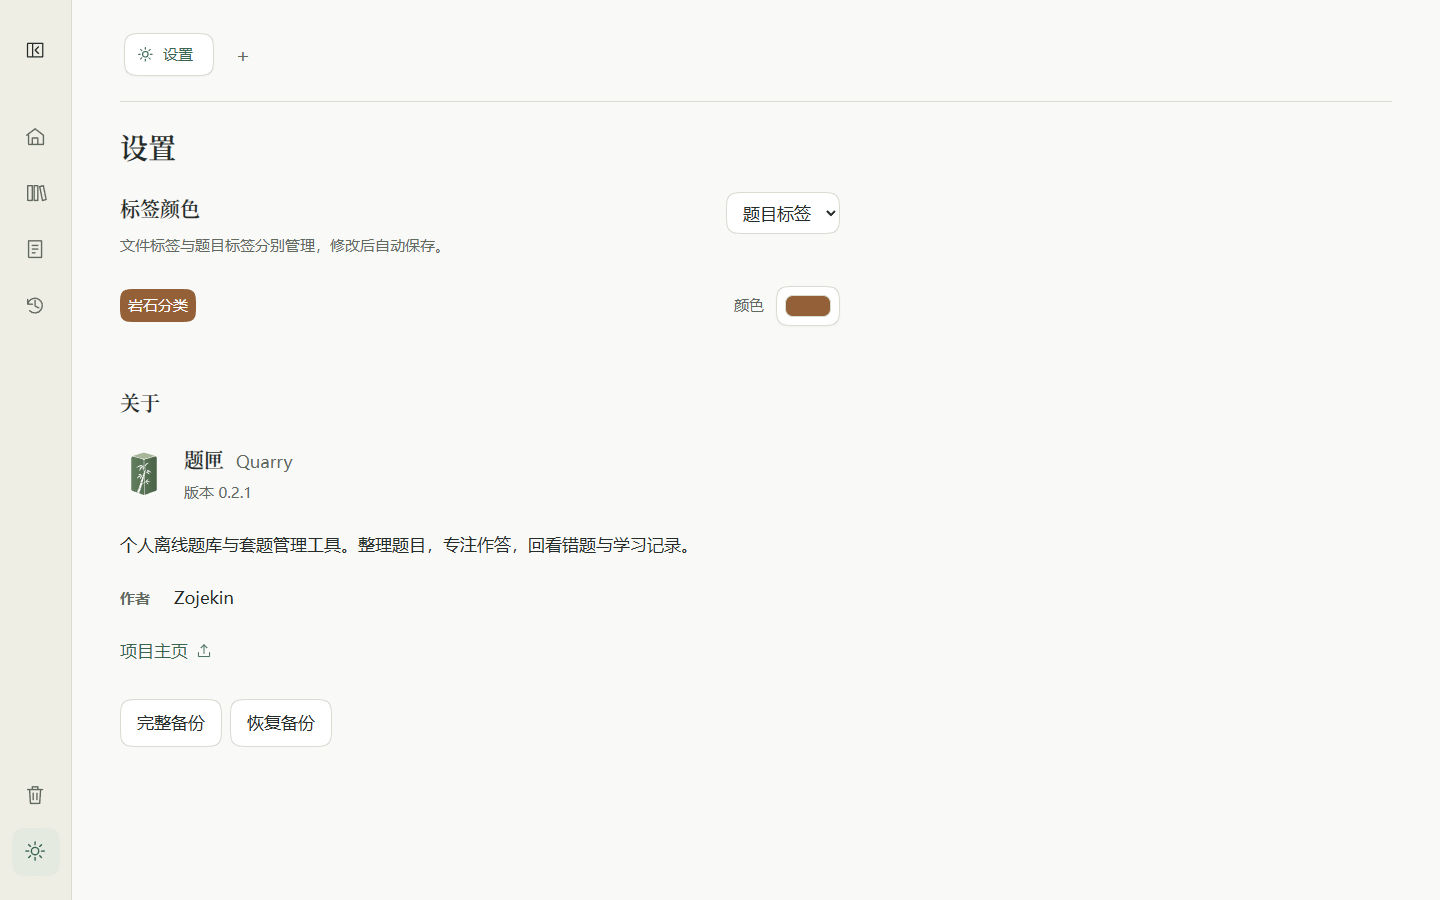 设置
+
设置
标签颜色
题目标签
文件标签与题目标签分别管理，修改后自动保存。
岩石分类
颜色
关于
题匣 Quarry
版本 0.2.1
个人离线题库与套题管理工具。整理题目，专注作答，回看错题与学习记录。
作者 Zojekin
项目主页
完整备份 恢复备份